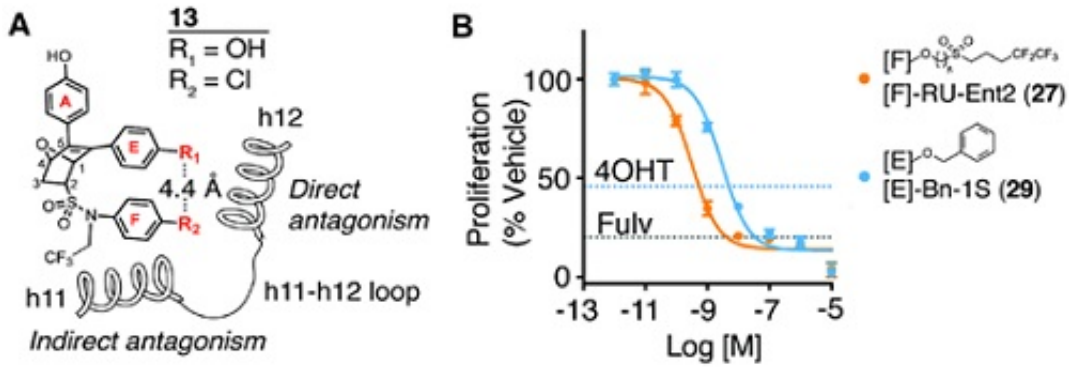 A
13
R₁ = OH
R₂ = Cl
HO
A
O
5
4
3
1
2
E
R₁
4.4 Å
S
O
O
N
F
R₂
CF₃
h12
Direct
antagonism
h11
h11-h12 loop
Indirect antagonism
B
Proliferation
(% Vehicle)
100
50
0
4OHT
Fulv
-13 -11 -9 -7 -5
Log [M]
O O
[F] O S CF₂CF₃
[F]-RU-Ent2 (27)
[E] O
[E]-Bn-1S (29)